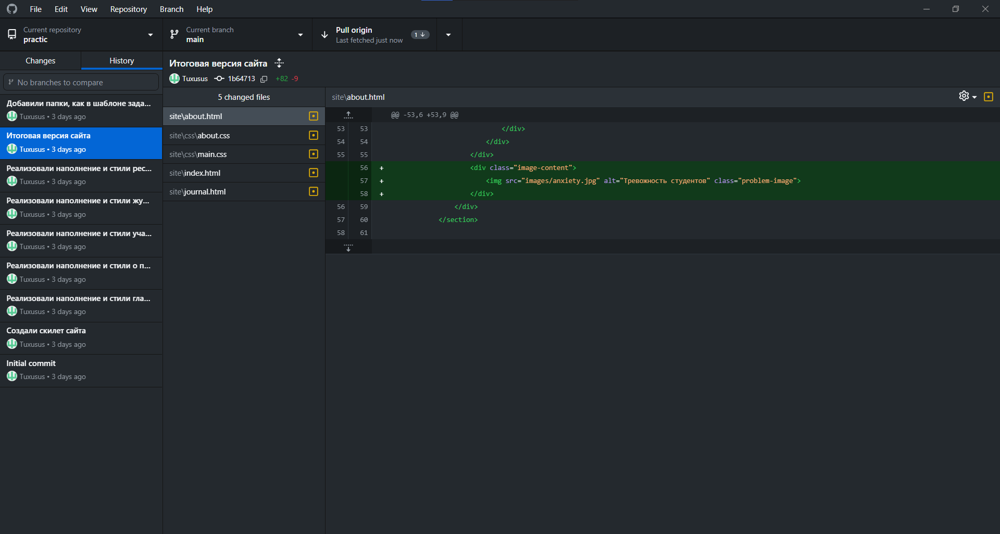 File Edit View Repository Branch Help
Current repository
practic
Current branch
main
Pull origin
Last fetched just now
1
Changes
History
No branches to compare
Добавили папки, как в шаблоне зада...
Tuxusus • 3 days ago
Итоговая версия сайта
Tuxusus • 3 days ago
Реализовали наполнение и стили рес...
Tuxusus • 3 days ago
Реализовали наполнение и стили жу...
Tuxusus • 3 days ago
Реализовали наполнение и стили уча...
Tuxusus • 3 days ago
Реализовали наполнение и стили о п...
Tuxusus • 3 days ago
Реализовали наполнение и стили гла...
Tuxusus • 3 days ago
Создали скилет сайта
Tuxusus • 3 days ago
Initial commit
Tuxusus • 3 days ago
Итоговая версия сайта
Tuxusus 1b64713 +82 -9
5 changed files
site\about.html
site\css\about.css
site\css\main.css
site\index.html
site\journal.html
site\about.html
@@ -53,6 +53,9 @@
53 53 </div>
54 54 </div>
55 55 </div>
56 + <div class="image-content">
57 + <img src="images/anxiety.jpg" alt="Тревожность студентов" class="problem-image">
58 + </div>
56 59 </div>
57 60 </section>
58 61